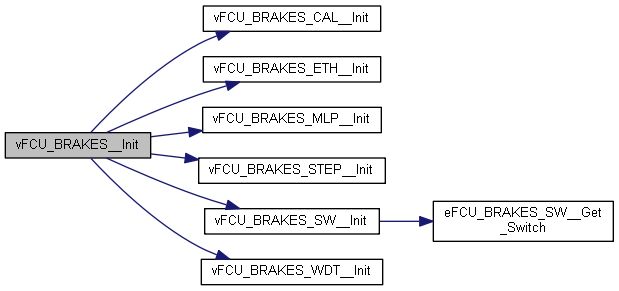 vFCU_BRAKES_CAL__Init
vFCU_BRAKES_ETH__Init
vFCU_BRAKES_MLP__Init
vFCU_BRAKES__Init
vFCU_BRAKES_STEP__Init
vFCU_BRAKES_SW__Init
eFCU_BRAKES_SW__Get
_Switch
vFCU_BRAKES_WDT__Init